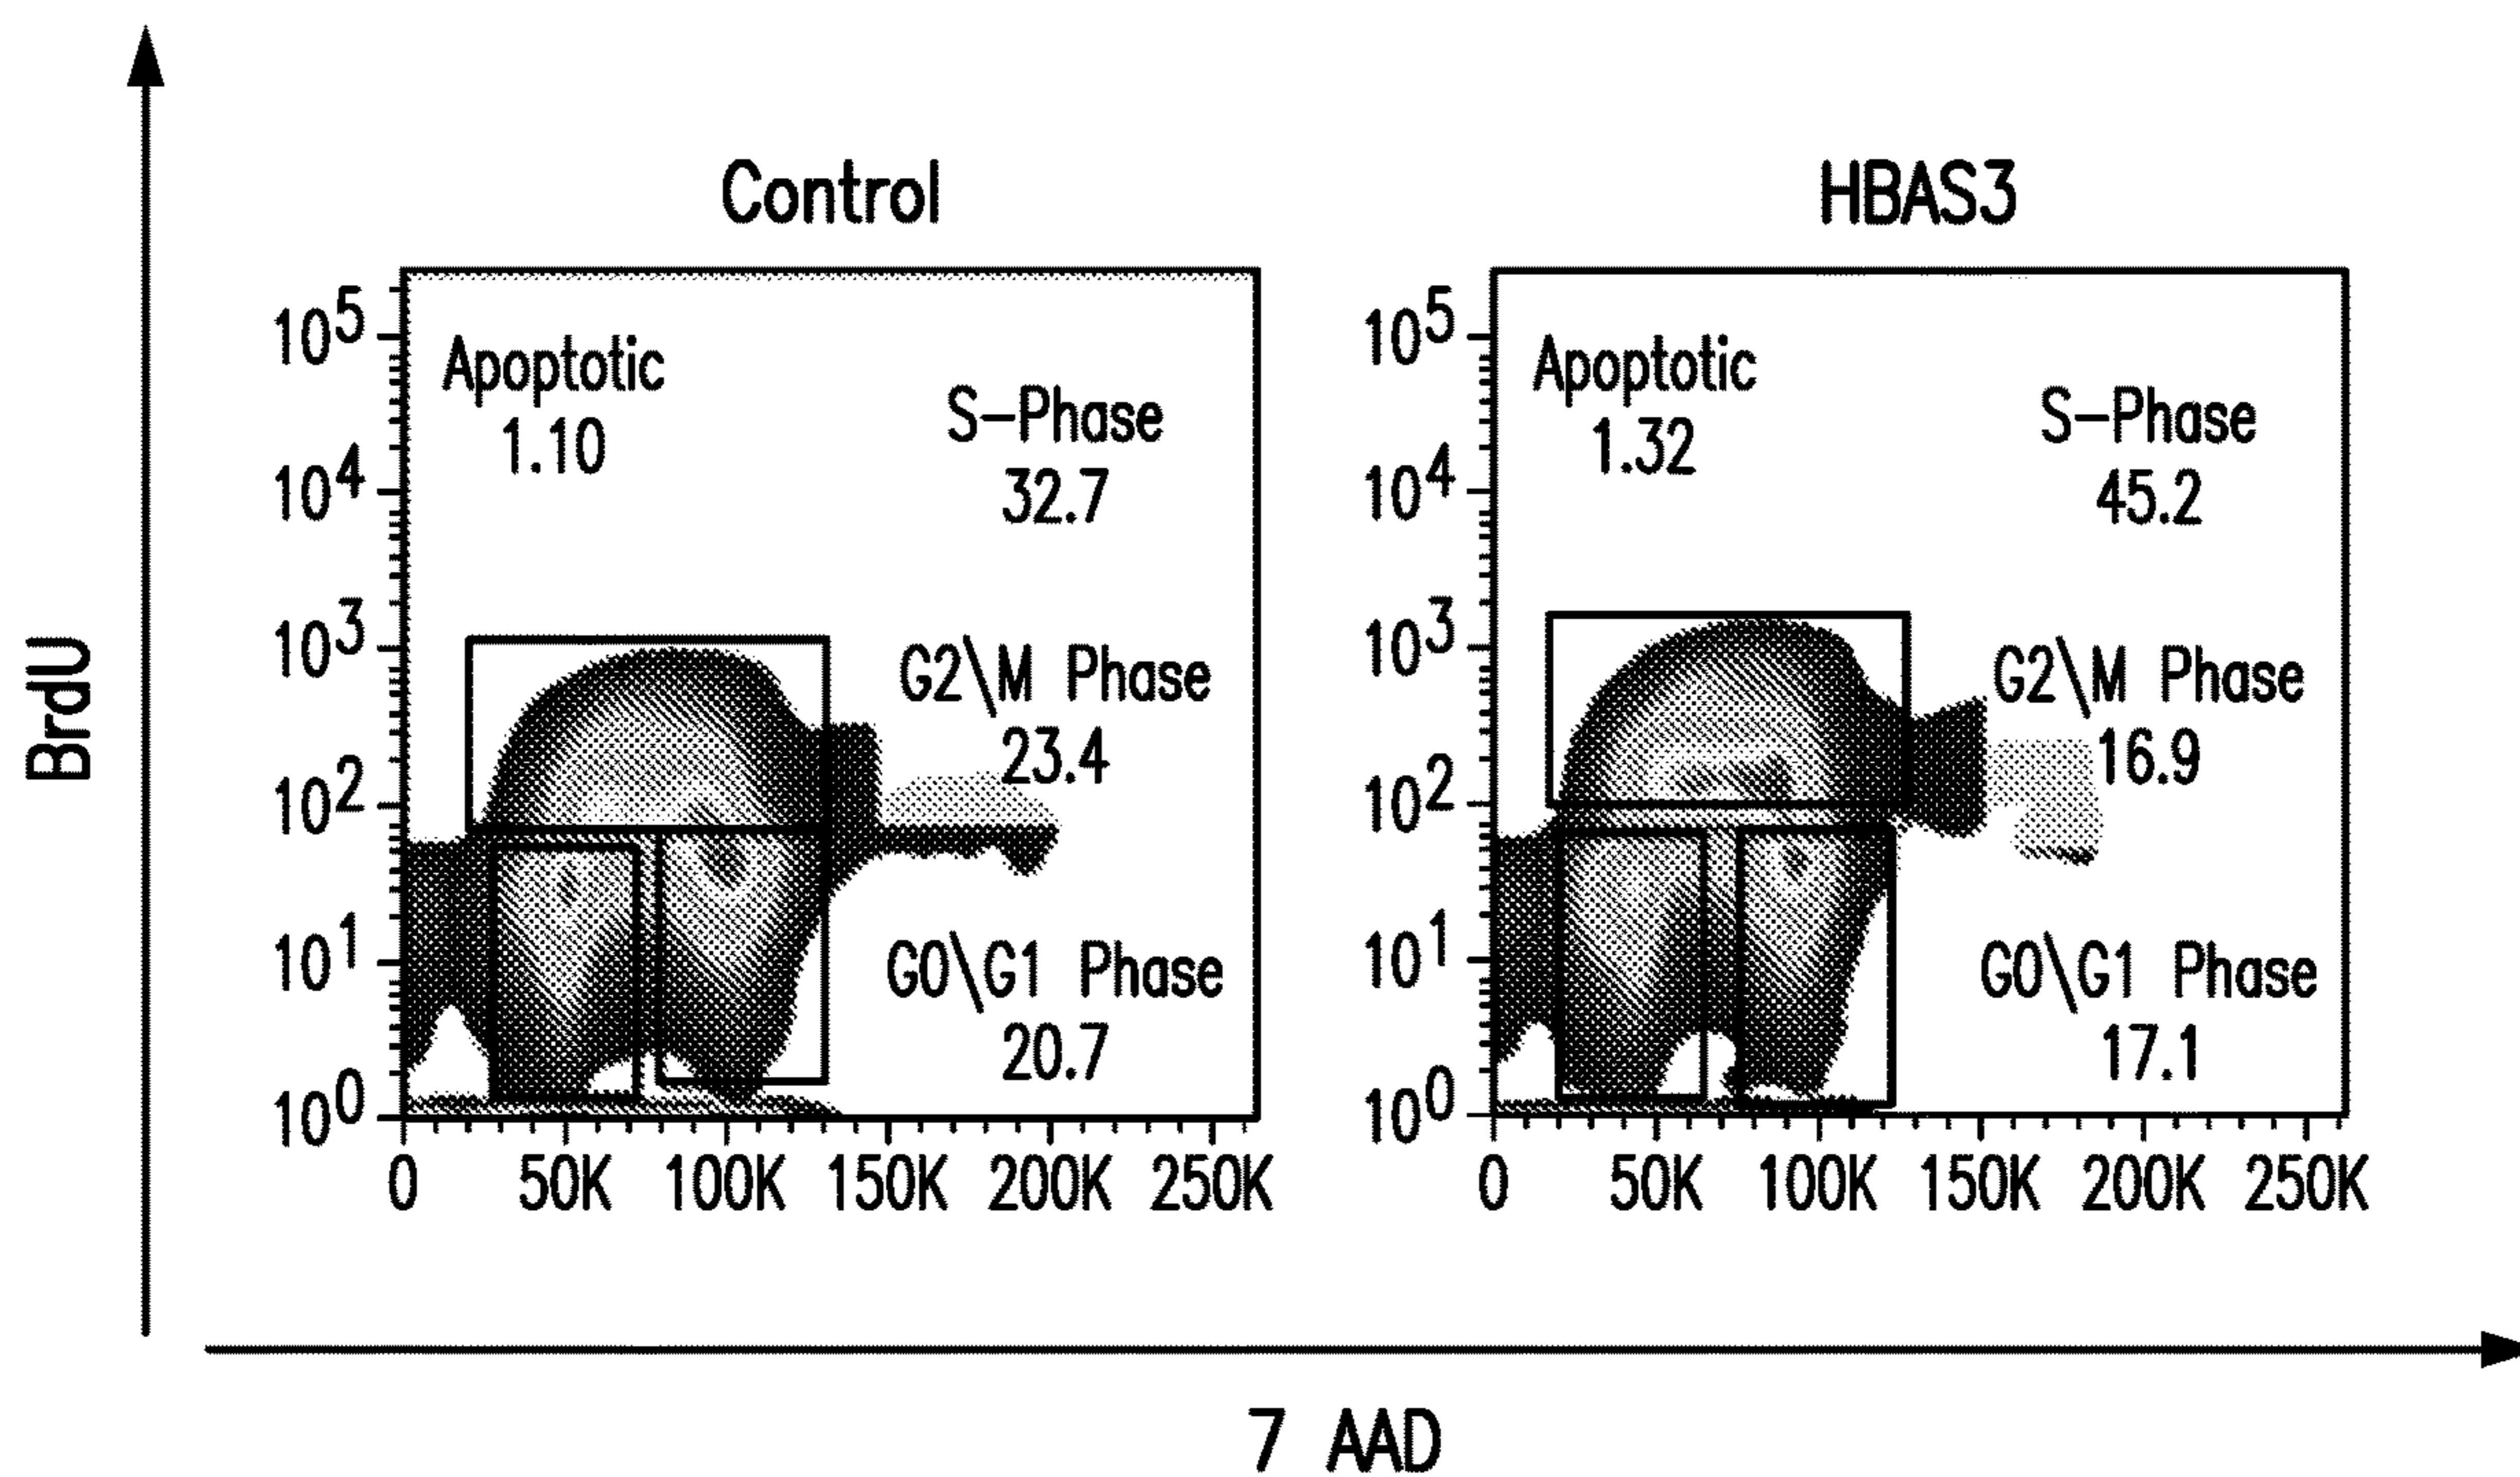 BrdU
Control
10^5
10^4
10^3
10^2
10^1
10^0
Apoptotic
1.10
S-Phase
32.7
G2\M Phase
23.4
G0\G1 Phase
20.7
0 50K 100K 150K 200K 250K
HBAS3
10^5
10^4
10^3
10^2
10^1
10^0
Apoptotic
1.32
S-Phase
45.2
G2\M Phase
16.9
G0\G1 Phase
17.1
0 50K 100K 150K 200K 250K
7 AAD